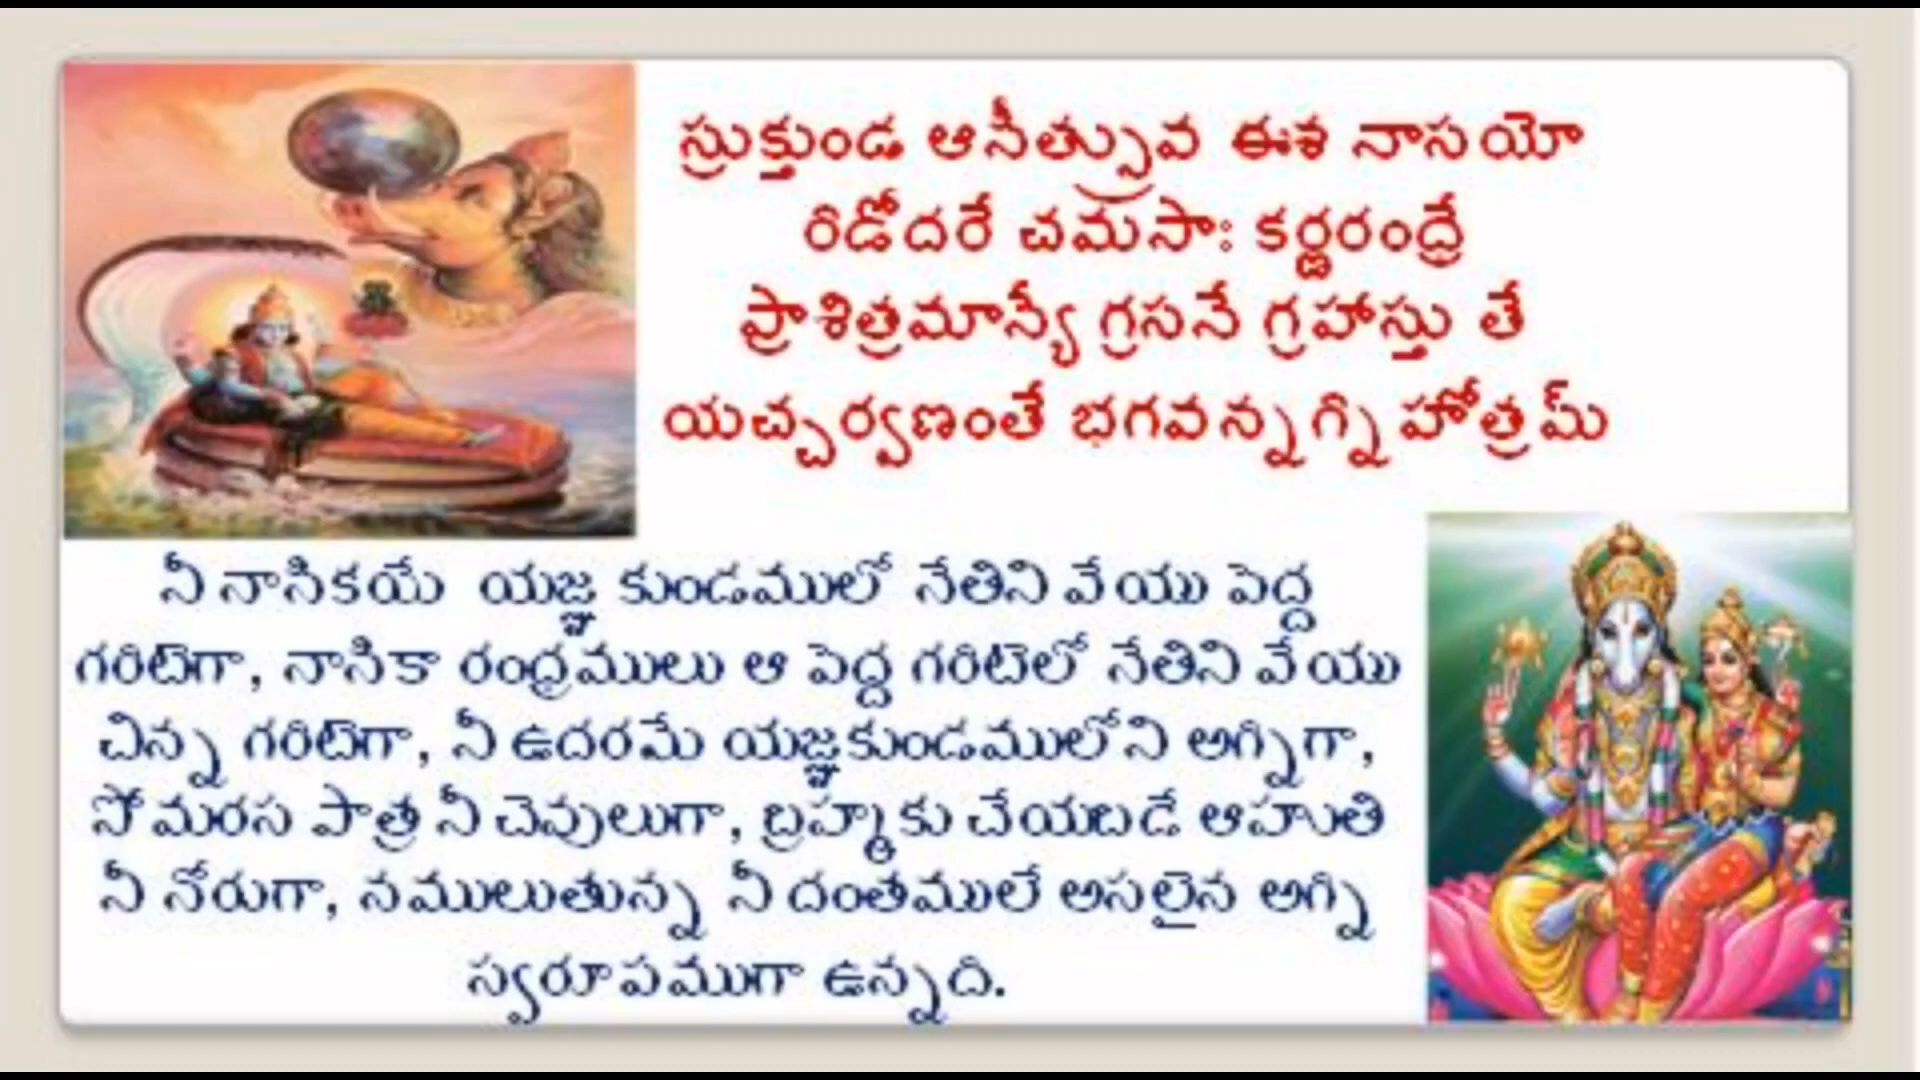 స్రుక్తుండ ఆసీత్స్రువ ఈశ నాసయో
రిడోదరే చమసాః కర్ణరంధ్రే
ప్రాశిత్రమాస్యే గ్రసనే గ్రహాస్తు తే
యచ్చర్వణంతే భగవన్నగ్ని హోత్రమ్
నీ నాసికయే యజ్ఞ కుండములో నేతిని వేయు పెద్ద
గరిట్‌గా, నాసికా రంధ్రములు ఆ పెద్ద గరిటెలో నేతిని వేయు
చిన్న గరిట్‌గా, నీ ఉదరమే యజ్ఞకుండములోని అగ్నిగా,
సోమరస పాత్ర నీ చెవులుగా, బ్రహ్మకు చేయబడే ఆహుతి
నీ నోరుగా, నములుతున్న నీ దంతములే అసలైన అగ్ని
స్వరూపముగా ఉన్నది.